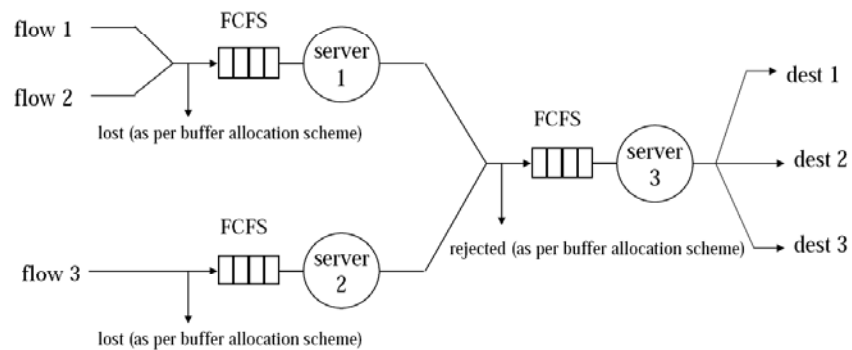 flow 1
FCFS
server
1
flow 2
lost (as per buffer allocation scheme)
dest 1
FCFS
server
3
dest 2
FCFS
rejected (as per buffer allocation scheme)
dest 3
flow 3
server
2
lost (as per buffer allocation scheme)